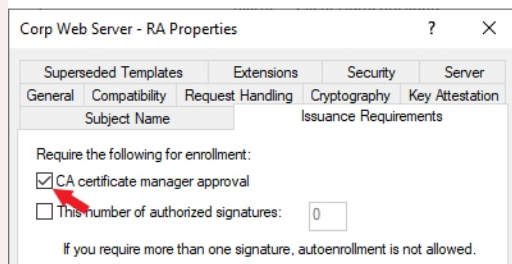 Corp Web Server - RA Properties ? X
Superseded Templates Extensions Security Server
General Compatibility Request Handling Cryptography Key Attestation
Subject Name Issuance Requirements
Require the following for enrollment:
CA certificate manager approval
This number of authorized signatures: 0
If you require more than one signature, autoenrollment is not allowed.